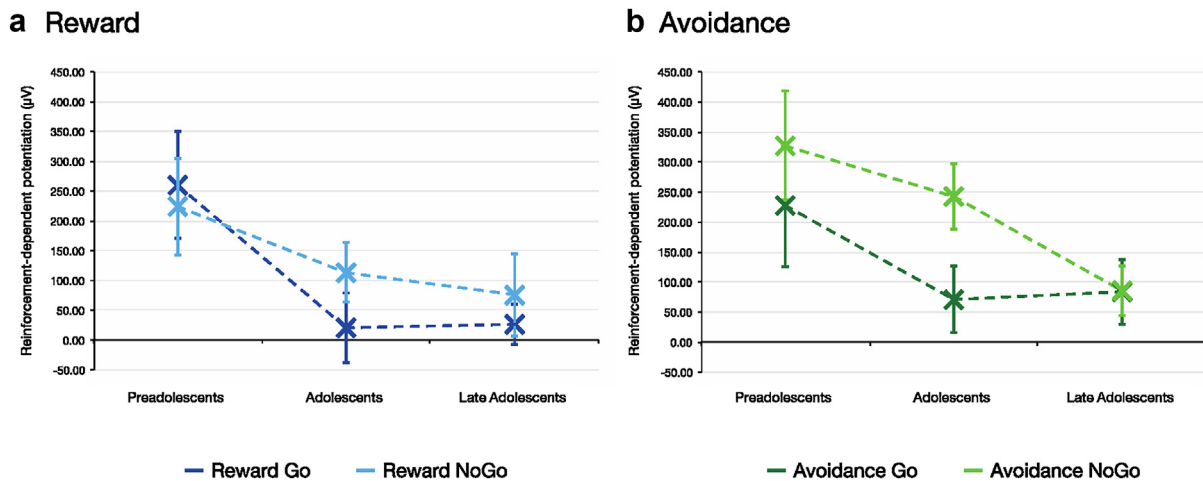 a Reward
Reinforcement-dependent potentiation (μV)
450.00
400.00
350.00
300.00
250.00
200.00
150.00
100.00
50.00
0.00
-50.00
Preadolescents Adolescents Late Adolescents
Reward Go Reward NoGo
b Avoidance
Reinforcement-dependent potentiation (μV)
450.00
400.00
350.00
300.00
250.00
200.00
150.00
100.00
50.00
0.00
-50.00
Preadolescents Adolescents Late Adolescents
Avoidance Go Avoidance NoGo